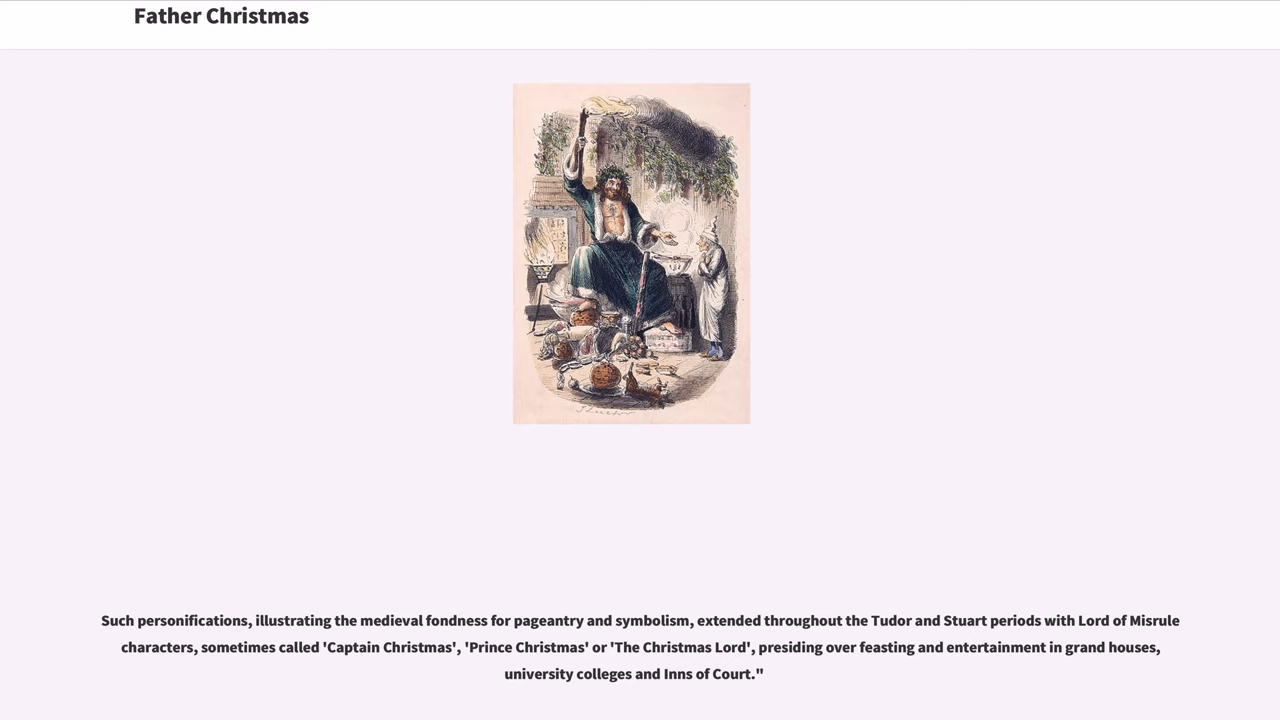 Father Christmas
Such personifications, illustrating the medieval fondness for pageantry and symbolism, extended throughout the Tudor and Stuart periods with Lord of Misrule
characters, sometimes called 'Captain Christmas', 'Prince Christmas' or 'The Christmas Lord', presiding over feasting and entertainment in grand houses,
university colleges and Inns of Court."